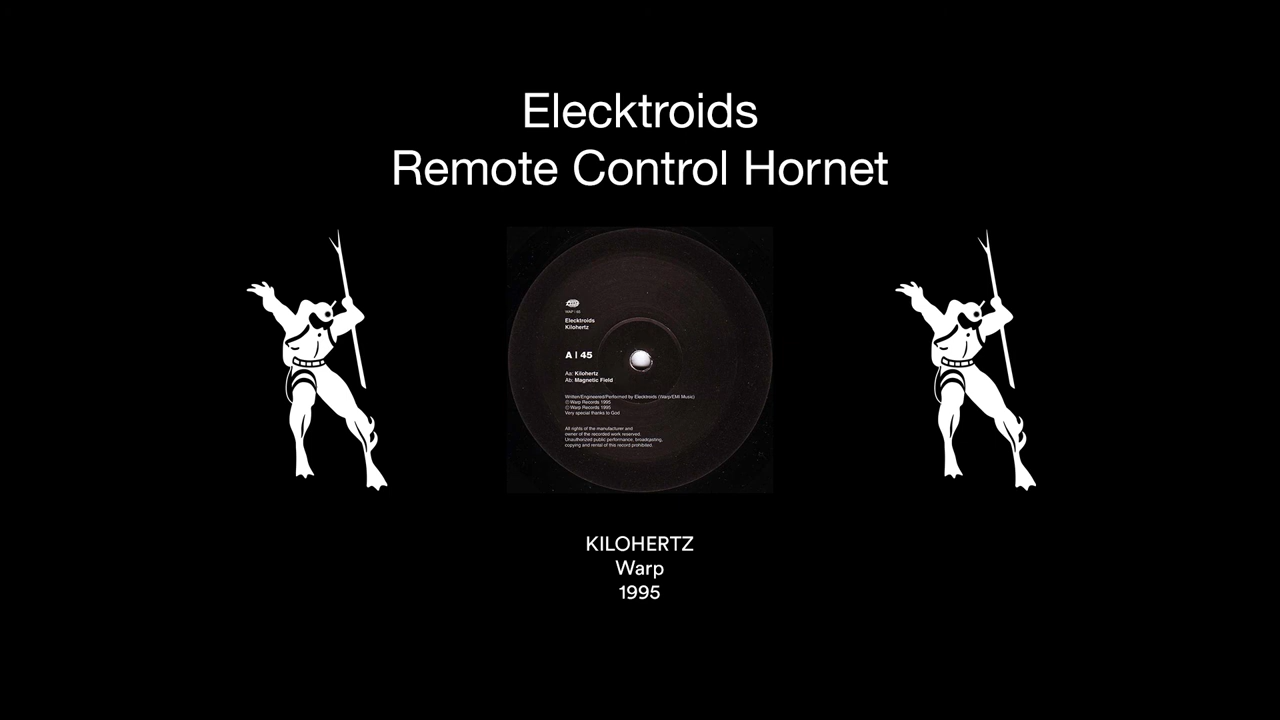 Elecktroids
Remote Control Hornet
WAP | 45
Elecktroids
Kilohertz
A | 45
Aa: Kilohertz
Ab: Magnetic Field
Written/Engineered/Performed by Elecktroids (Warp/EMI Music)
Ⓟ Warp Records 1995
© Warp Records 1995
Very special thanks to God
All rights of the manufacturer and
owner of the recorded work reserved.
Unauthorized public performance, broadcasting,
copying and rental of this record prohibited.
KILOHERTZ
Warp
1995